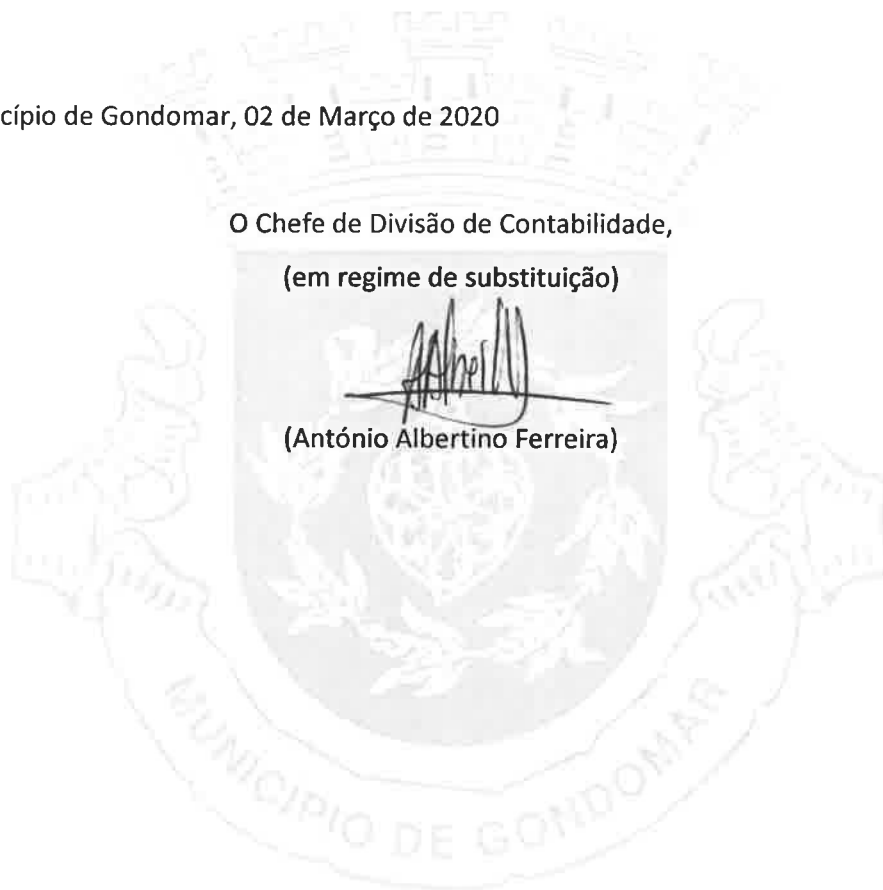 cípio de Gondomar, 02 de Março de 2020
O Chefe de Divisão de Contabilidade,
(em regime de substituição)
(António Albertino Ferreira)
MUNICÍPIO DE GONDOMAR